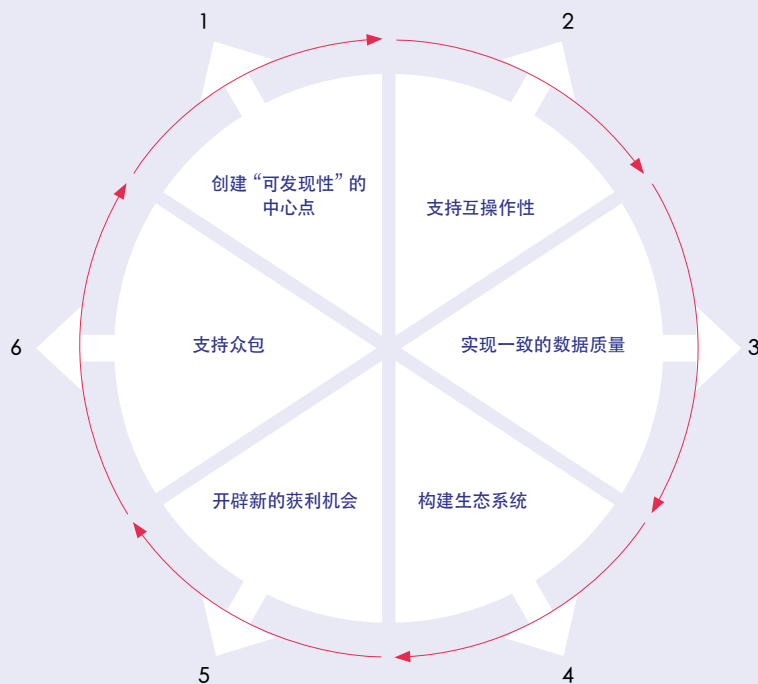 1
2
创建“可发现性”的
中心点
支持互操作性
6
支持众包
实现一致的数据质量
3
开辟新的获利机会
构建生态系统
5
4